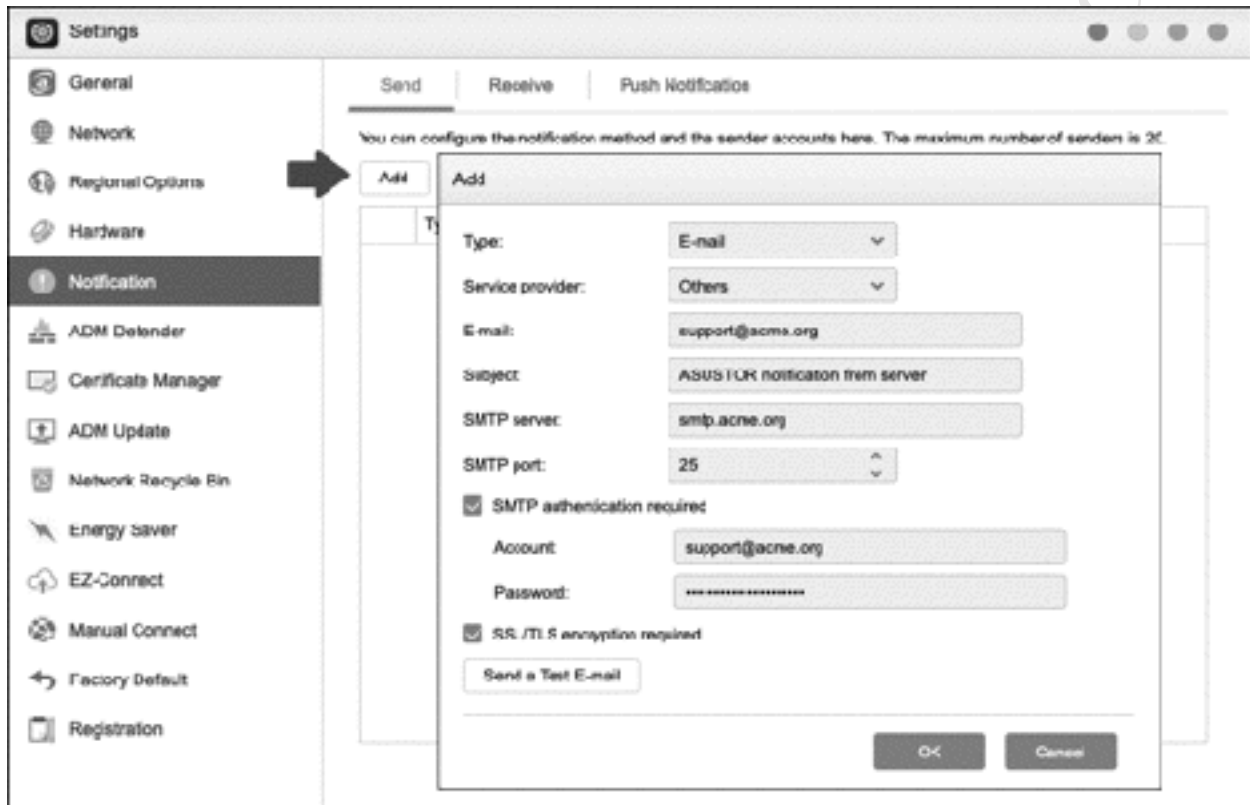 Settings
General
Network
Regional Options
Hardware
Notification
ADM Defender
Certificate Manager
ADM Update
Network Recycle Bin
Energy Saver
EZ-Connect
Manual Connect
Factory Default
Registration
Send Receive Push Notification
You can configure the notification method and the sender accounts here. The maximum number of senders is
Add
Add
Type: E-mail
Service provider: Others
E-mail: support@acme.org
Subject: ASUSTOR notification from server
SMTP server: smtp.acme.org
SMTP port: 25
SMTP authentication required
Account: support@acme.org
Password:
SSL/TLS encryption required
Send a Test E-mail
OK Cancel